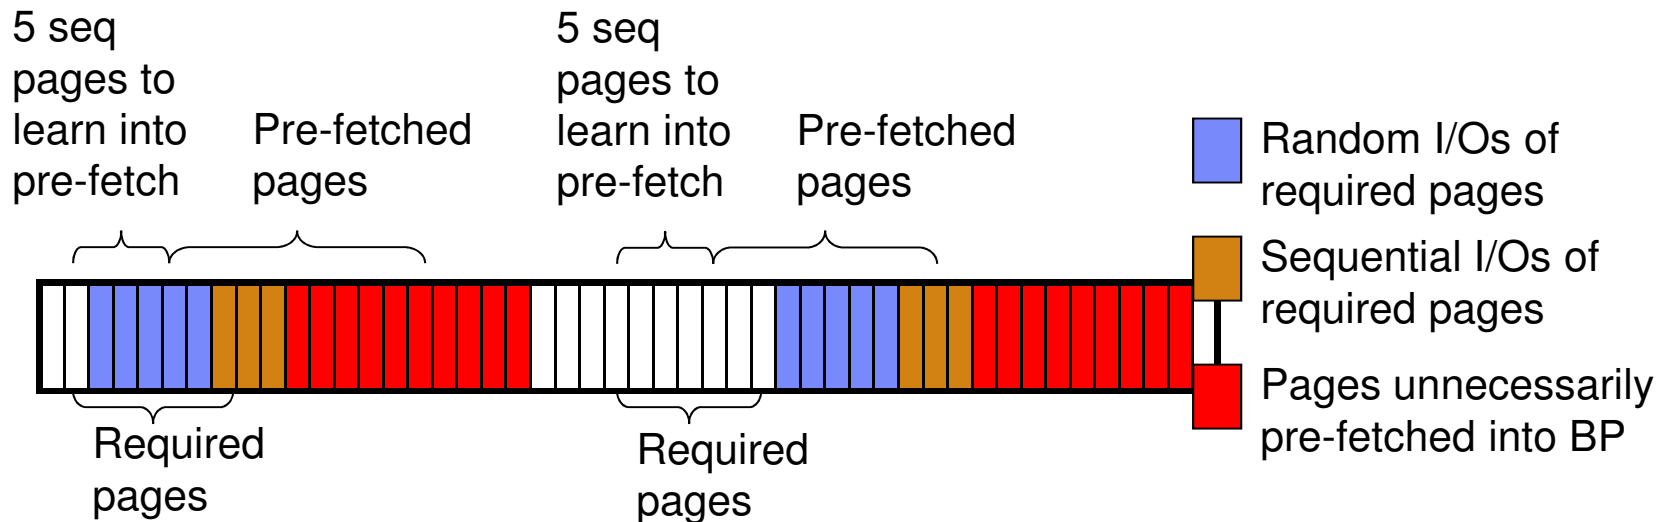 5 seq
pages to
learn into
pre-fetch
Pre-fetched
pages
5 seq
pages to
learn into
pre-fetch
Pre-fetched
pages
Random I/Os of
required pages
Sequential I/Os of
required pages
Pages unnecessarily
pre-fetched into BP
Required
pages
Required
pages